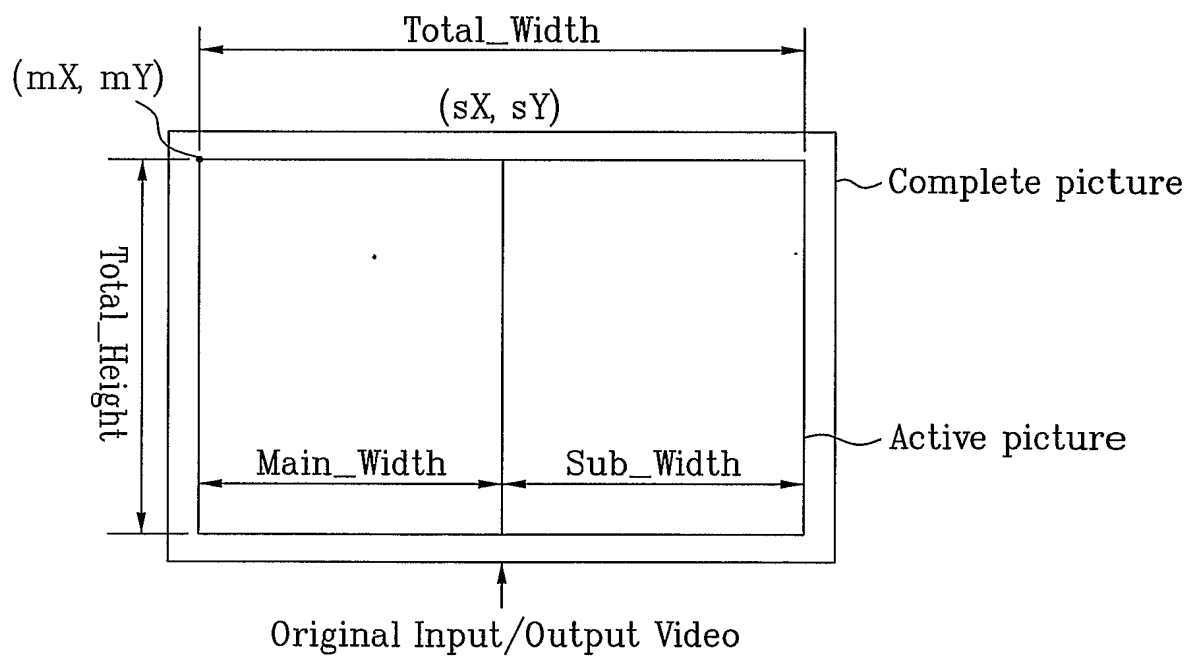 Total_Width
(mX, mY)
(sX, sY)
Complete picture
Total_Height
Active picture
Main_Width
Sub_Width
Original Input/Output Video